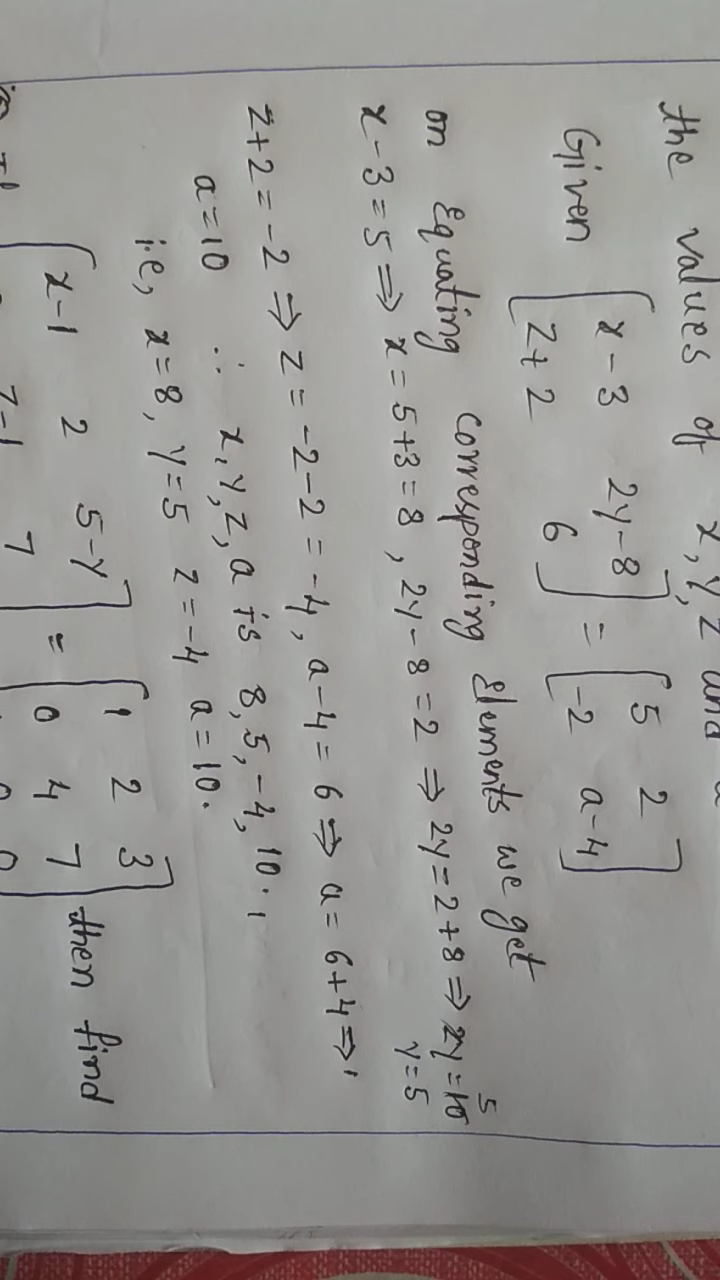 the values of x, y, z and
Given [x-3 2y-8
z+2 6] = [5 2
-2 a-4]
on Equating corresponding Elements we get
x-3=5 ⇒ x=5+3=8, 2y-8=2 ⇒ 2y=2+8 ⇒ 2y=10 5
y=5
z+2=-2 ⇒ z=-2-2=-4, a-4=6 ⇒ a=6+4 ⇒
a=10 ∴ x,y,z,a is 8,5,-4,10.
i.e, x=8, y=5 z=-4 a=10.
[x-1 2 5-y
z-1 7] = [1 2 3
0 4 7] then find